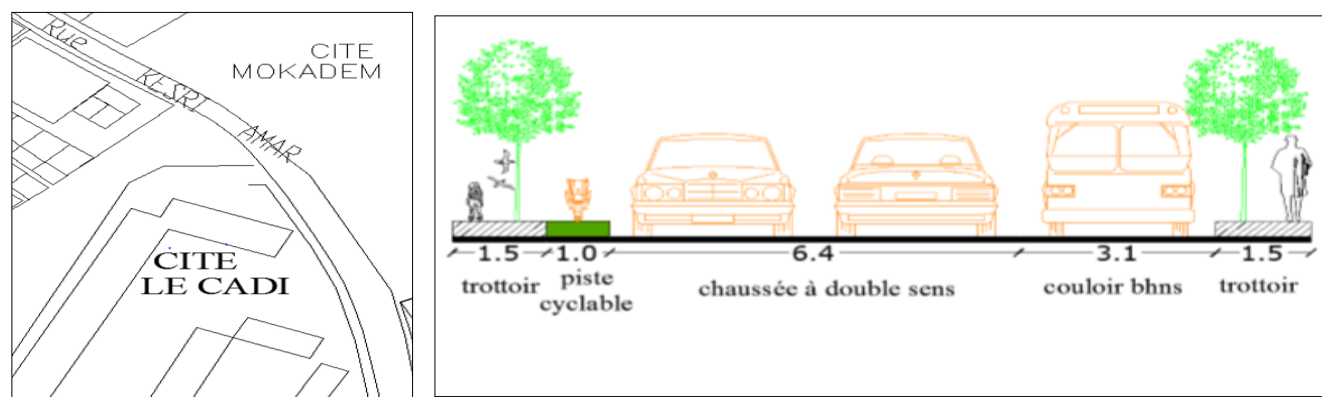 Rue KESRI AMAR
CITE
MOKADEM
CITE
LE CADI
1.5 1.0 6.4 3.1 1.5
trottoir piste cyclable chaussée à double sens couloir bhns trottoir